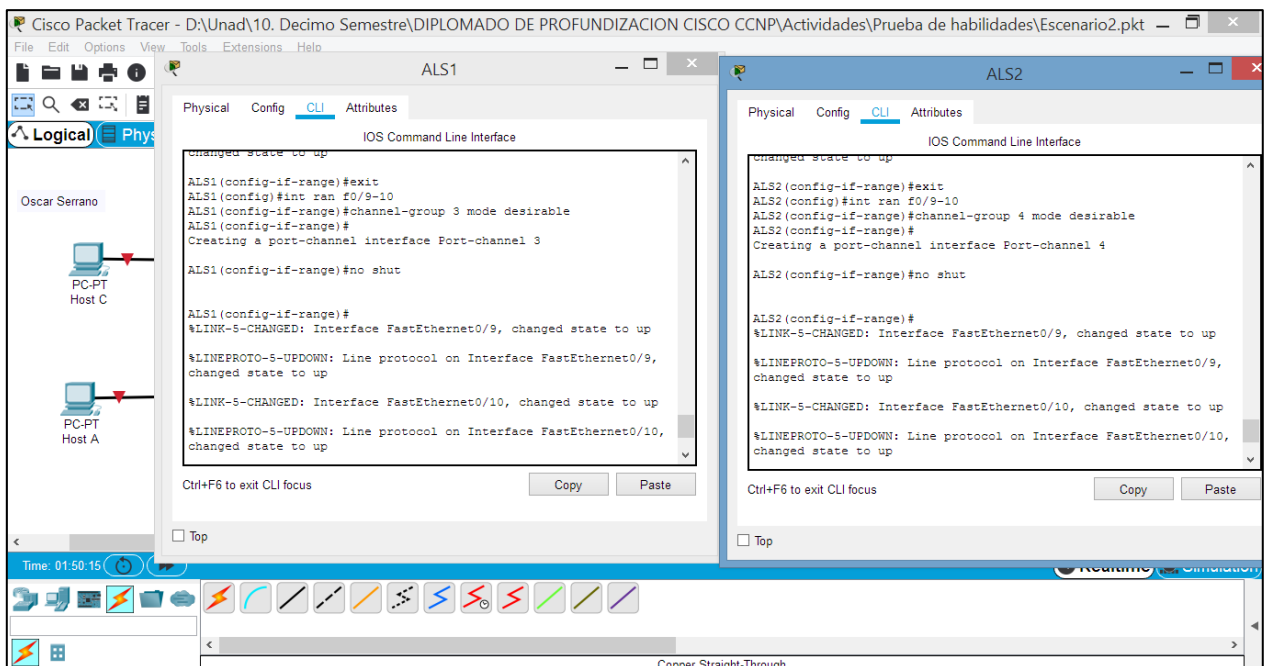 Cisco Packet Tracer - D:\Unad\10. Decimo Semestre\DIPLOMADO DE PROFUNDIZACION CISCO CCNP\Actividades\Prueba de habilidades\Escenario2.pkt
File Edit Options View Tools Extensions Help
Logical
Oscar Serrano
PC-PT
Host C
PC-PT
Host A
Time: 01:50:15
ALS1
Physical Config CLI Attributes
IOS Command Line Interface
changed state to up
ALS1(config-if-range)#exit
ALS1(config)#int ran f0/9-10
ALS1(config-if-range)#channel-group 3 mode desirable
ALS1(config-if-range)#
Creating a port-channel interface Port-channel 3
ALS1(config-if-range)#no shut
ALS1(config-if-range)#
%LINK-5-CHANGED: Interface FastEthernet0/9, changed state to up
%LINEPROTO-5-UPDOWN: Line protocol on Interface FastEthernet0/9,
changed state to up
%LINK-5-CHANGED: Interface FastEthernet0/10, changed state to up
%LINEPROTO-5-UPDOWN: Line protocol on Interface FastEthernet0/10,
changed state to up
Ctrl+F6 to exit CLI focus
Copy Paste
Top
ALS2
Physical Config CLI Attributes
IOS Command Line Interface
changed state to up
ALS2(config-if-range)#exit
ALS2(config)#int ran f0/9-10
ALS2(config-if-range)#channel-group 4 mode desirable
ALS2(config-if-range)#
Creating a port-channel interface Port-channel 4
ALS2(config-if-range)#no shut
ALS2(config-if-range)#
%LINK-5-CHANGED: Interface FastEthernet0/9, changed state to up
%LINEPROTO-5-UPDOWN: Line protocol on Interface FastEthernet0/9,
changed state to up
%LINK-5-CHANGED: Interface FastEthernet0/10, changed state to up
%LINEPROTO-5-UPDOWN: Line protocol on Interface FastEthernet0/10,
changed state to up
Ctrl+F6 to exit CLI focus
Copy Paste
Top
Realtime Simulation
Copper Straight-Through